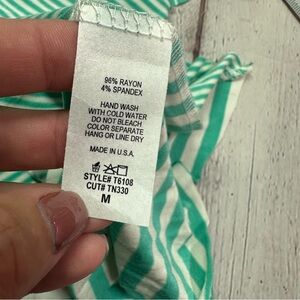 96% RAYON
4% SPANDEX
HAND WASH
WITH COLD WATER
DO NOT BLEACH
COLOR SEPARATE
HANG OR LINE DRY
MADE IN U.S.A.
STYLE# T6108
CUT# TN330
M